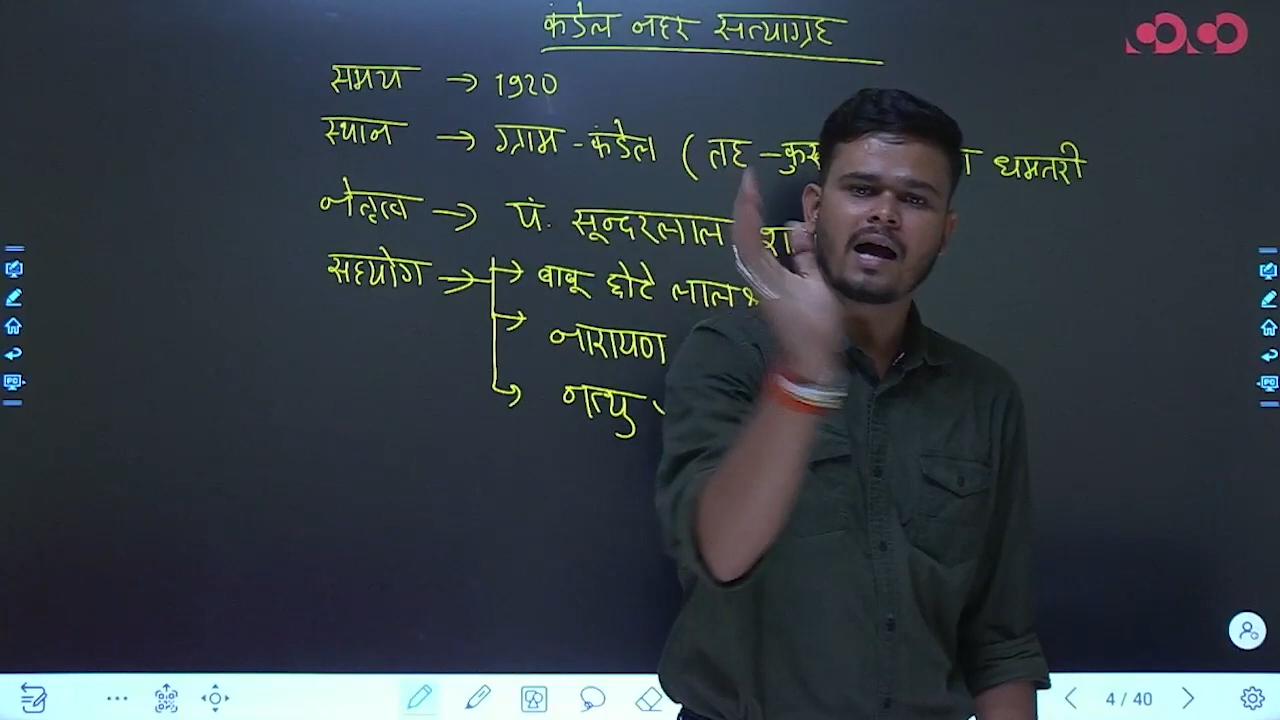 कंडेल नहर सत्याग्रह
समय → 1920
स्थान → ग्राम - कंडेल ( तह - धमतरी
नेतृत्व → पं. सून्दरलाल
सहयोग → बाबू छोटे लाल
नारायण
नत्थु
4 / 40